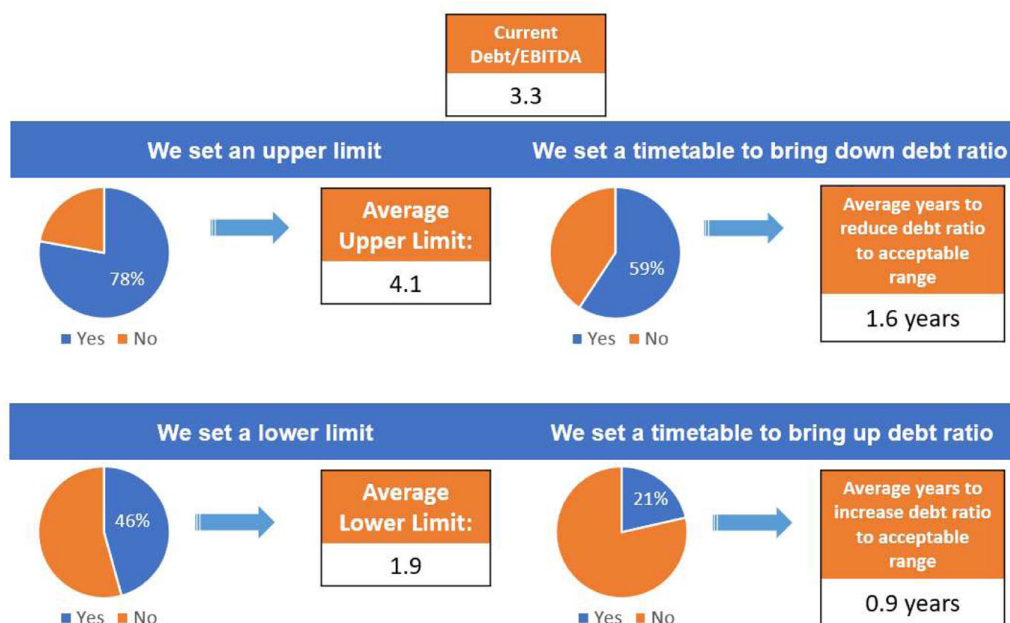 Current
Debt/EBITDA
3.3
We set an upper limit
We set a timetable to bring down debt ratio
78%
Yes No
Average
Upper Limit:
4.1
59%
Yes No
Average years to
reduce debt ratio
to acceptable
range
1.6 years
We set a lower limit
We set a timetable to bring up debt ratio
46%
Yes No
Average
Lower Limit:
1.9
21%
Yes No
Average years to
increase debt ratio
to acceptable
range
0.9 years